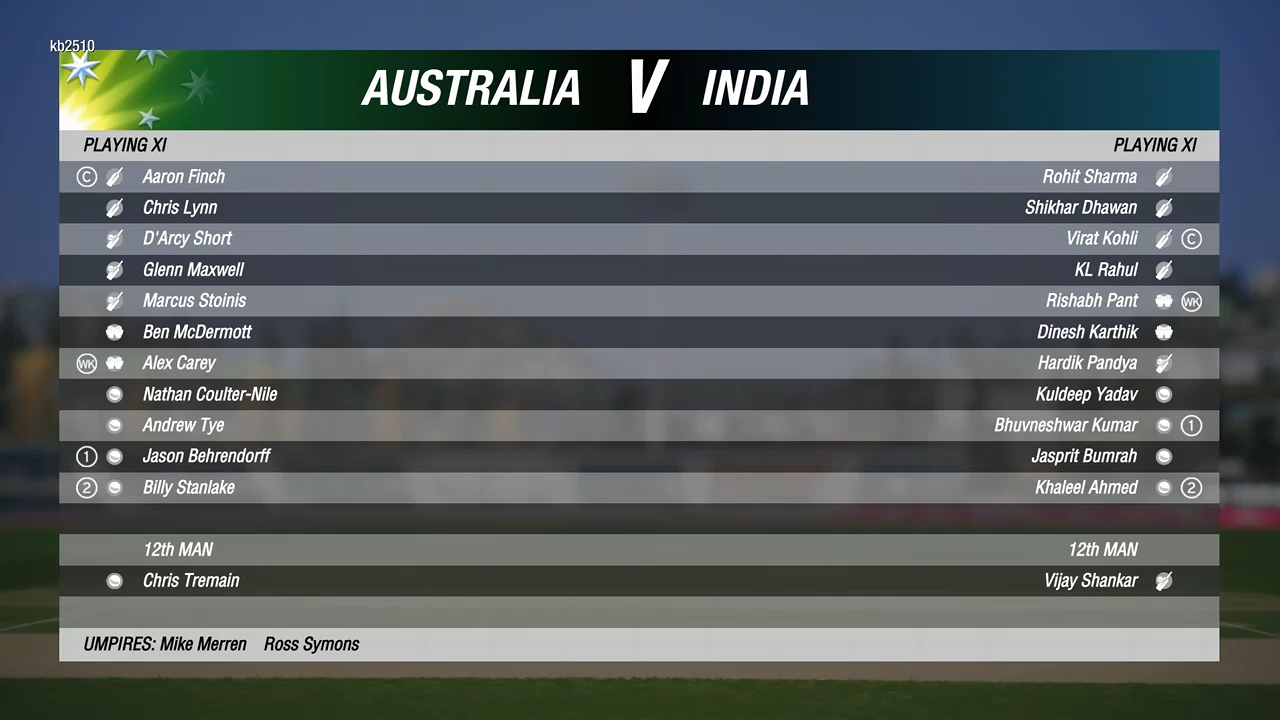 kb2510
AUSTRALIA V INDIA
PLAYING XI PLAYING XI
C Aaron Finch Rohit Sharma
Chris Lynn Shikhar Dhawan
D'Arcy Short Virat Kohli C
Glenn Maxwell KL Rahul
Marcus Stoinis Rishabh Pant WK
Ben McDermott Dinesh Karthik
WK Alex Carey Hardik Pandya
Nathan Coulter-Nile Kuldeep Yadav
Andrew Tye Bhuvneshwar Kumar 1
1 Jason Behrendorff Jasprit Bumrah
2 Billy Stanlake Khaleel Ahmed 2
12th MAN 12th MAN
Chris Tremain Vijay Shankar
UMPIRES: Mike Merren Ross Symons